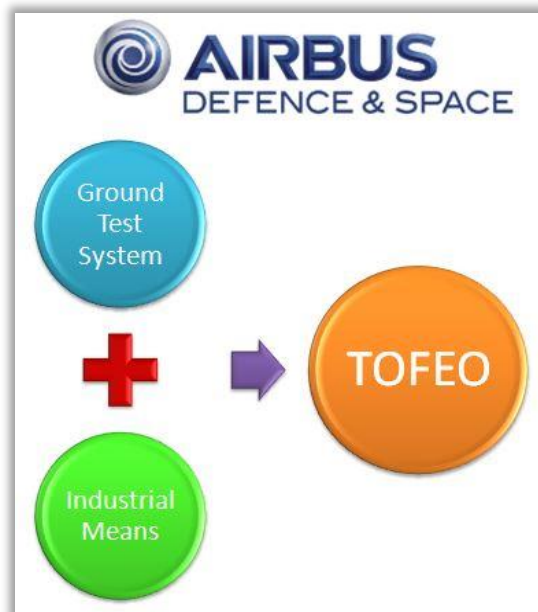 AIRBUS
DEFENCE & SPACE
Ground
Test
System
TOFEO
Industrial
Means